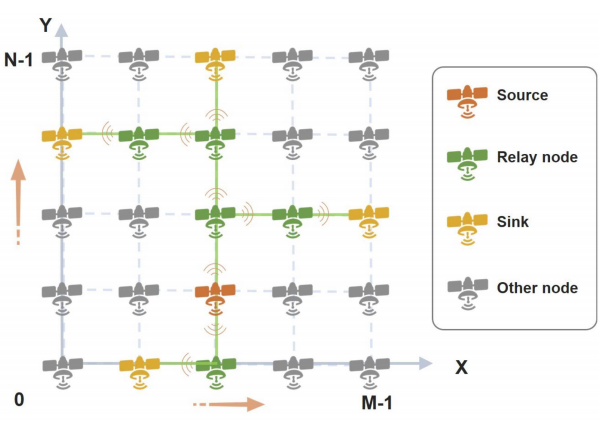 Y
N-1
Source
Relay node
Sink
Other node
X
0
M-1